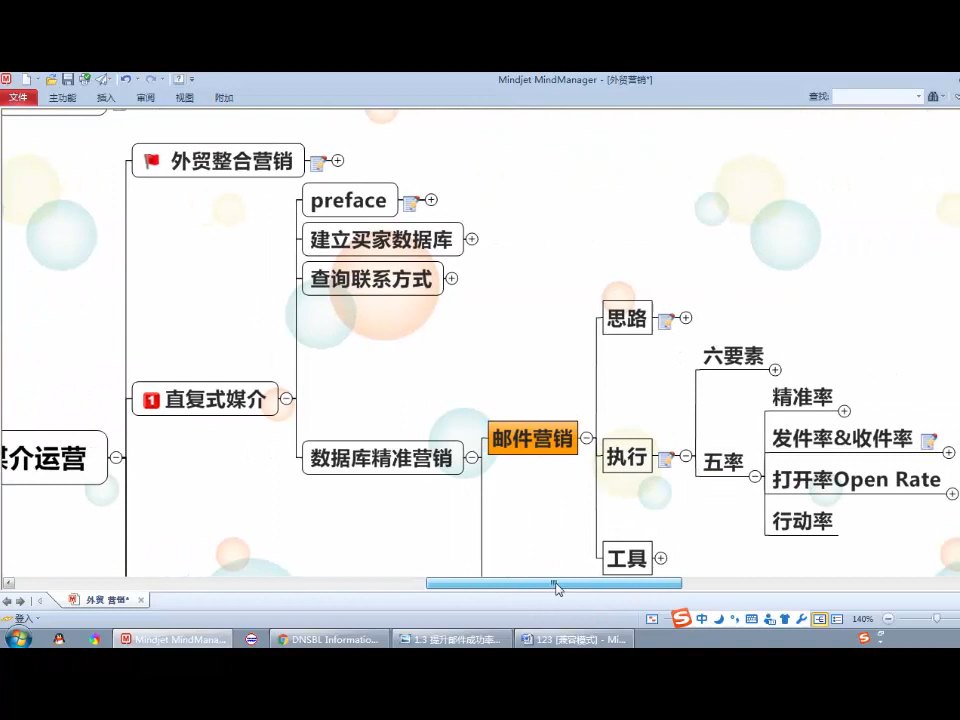 Mindjet MindManager - [外贸营销*]
文件 主功能 插入 审阅 视图 附加 查找:
外贸整合营销
preface
建立买家数据库
查询联系方式
思路
六要素
精准率
1 直复式媒介
邮件营销
发件率&收件率
介运营
数据库精准营销
执行
五率
打开率Open Rate
行动率
工具
外贸 营销*
登入
中
140%
Mindjet MindMana...
DNSBL Informatio...
1.3 提升邮件成功率...
123 [兼容模式] - Mi...